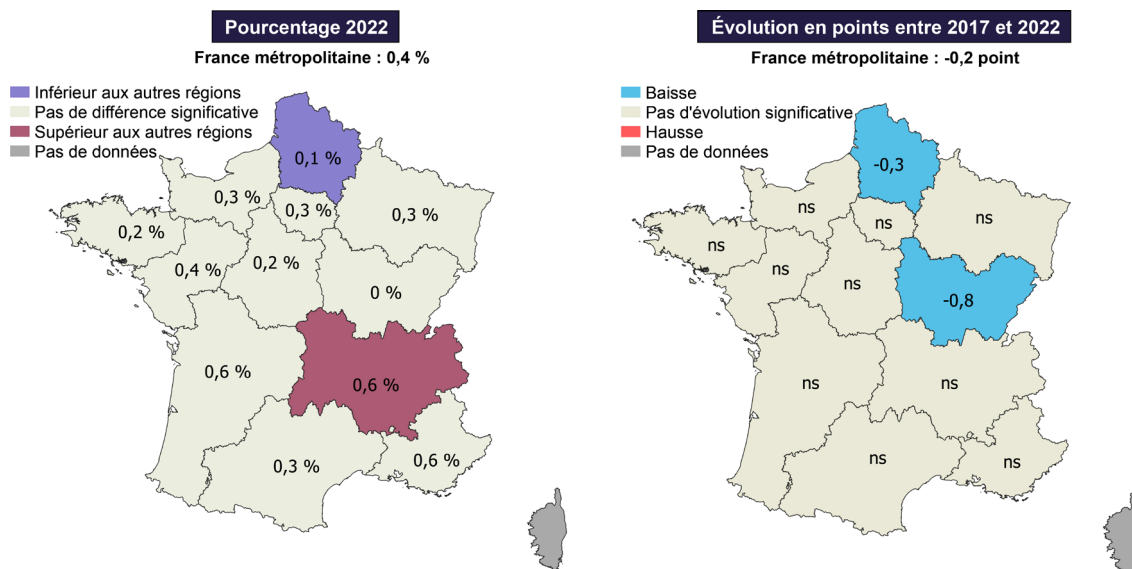 Pourcentage 2022
France métropolitaine : 0,4 %
Inférieur aux autres régions
Pas de différence significative
Supérieur aux autres régions
Pas de données
0,1 %
0,3 %
0,3 %
0,3 %
0,2 %
0,4 %
0,2 %
0 %
0,6 %
0,6 %
0,3 %
0,6 %
Évolution en points entre 2017 et 2022
France métropolitaine : -0,2 point
Baisse
Pas d'évolution significative
Hausse
Pas de données
-0,3
ns
ns
ns
ns
ns
ns
-0,8
ns
ns
ns
ns